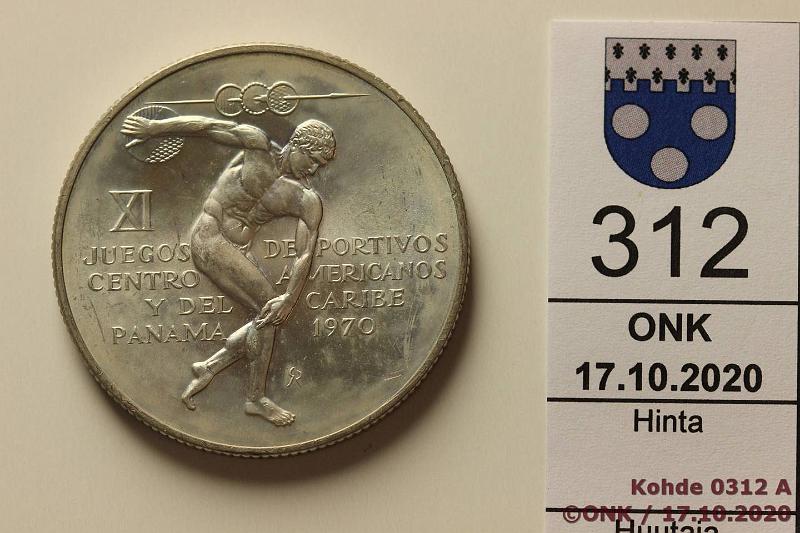 XI
JUEGOS DEPORTIVOS
CENTRO AMERICANOS
Y DEL CARIBE
PANAMA 1970
312
ONK
17.10.2020
Hinta
Kohde 0312 A
©ONK / 17.10.2020
Huutaja